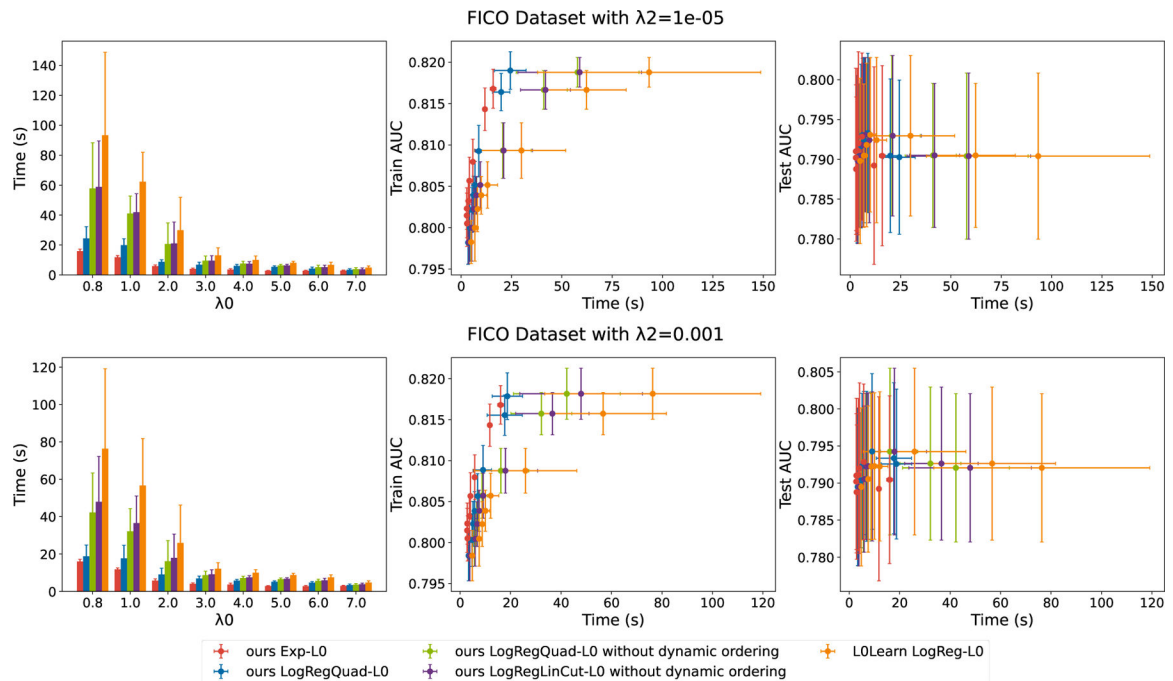 FICO Dataset with λ2=1e-05
Time (s)
140
120
100
80
60
40
20
0
0.8 1.0 2.0 3.0 4.0 5.0 6.0 7.0
λ0
Train AUC
0.820
0.815
0.810
0.805
0.800
0.795
0 25 50 75 100 125 150
Time (s)
Test AUC
0.800
0.795
0.790
0.785
0.780
0 25 50 75 100 125 150
Time (s)
FICO Dataset with λ2=0.001
Time (s)
120
100
80
60
40
20
0
0.8 1.0 2.0 3.0 4.0 5.0 6.0 7.0
λ0
Train AUC
0.820
0.815
0.810
0.805
0.800
0.795
0 20 40 60 80 100 120
Time (s)
Test AUC
0.805
0.800
0.795
0.790
0.785
0.780
0 20 40 60 80 100 120
Time (s)
ours Exp-L0
ours LogRegQuad-L0
ours LogRegQuad-L0 without dynamic ordering
ours LogRegLinCut-L0 without dynamic ordering
L0Learn LogReg-L0